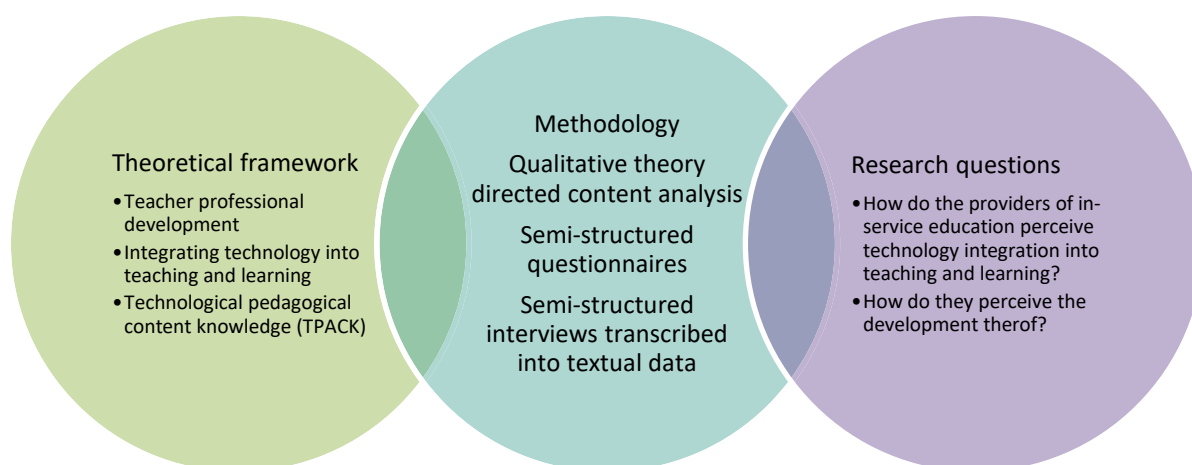 Theoretical framework
•Teacher professional
development
•Integrating technology into
teaching and learning
•Technological pedagogical
content knowledge (TPACK)
Methodology
Qualitative theory
directed content analysis
Semi-structured
questionnaires
Semi-structured
interviews transcribed
into textual data
Research questions
•How do the providers of in-
service education perceive
technology integration into
teaching and learning?
•How do they perceive the
development therof?